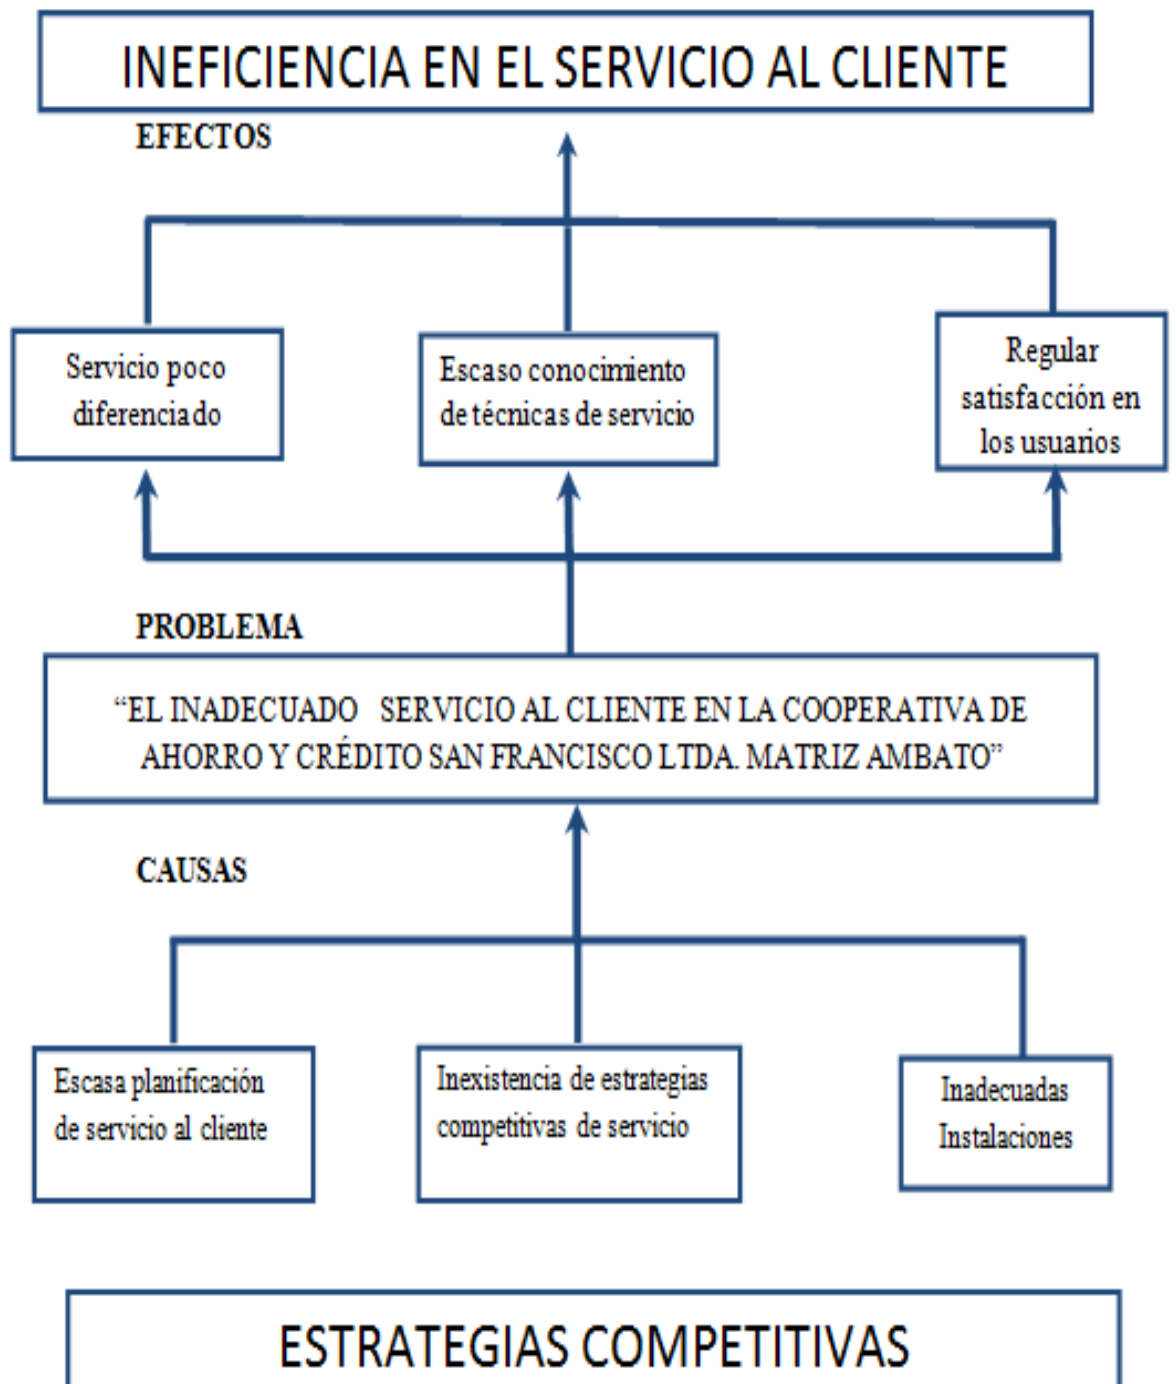 INEFICIENCIA EN EL SERVICIO AL CLIENTE
EFECTOS
Servicio poco
diferenciado
Escaso conocimiento
de técnicas de servicio
Regular
satisfacción en
los usuarios
PROBLEMA
“EL INADECUADO SERVICIO AL CLIENTE EN LA COOPERATIVA DE
AHORRO Y CRÉDITO SAN FRANCISCO LTDA. MATRIZ AMBATO”
CAUSAS
Escasa planificación
de servicio al cliente
Inexistencia de estrategias
competitivas de servicio
Inadecuadas
Instalaciones
ESTRATEGIAS COMPETITIVAS